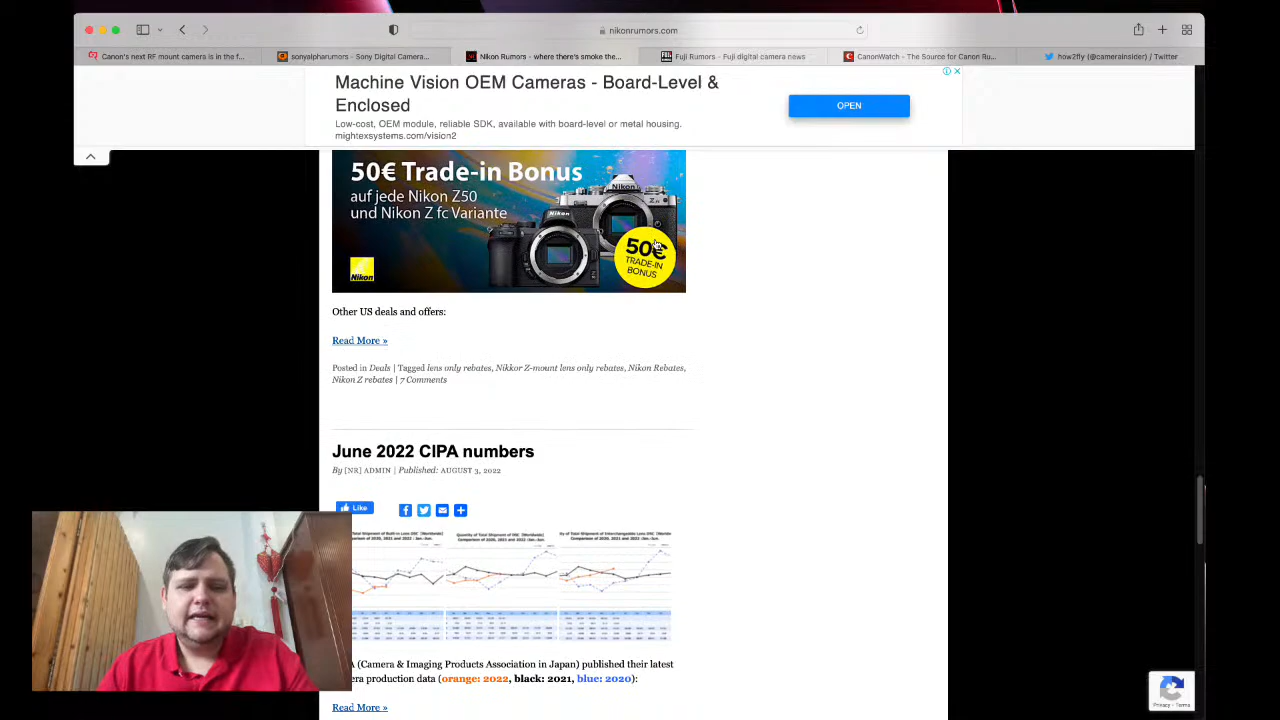 nikonrumors.com
Canon's next RF mount camera is in the f...
sonyalpharumors - Sony Digital Camera...
Nikon Rumors - where there's smoke the...
Fuji Rumors - Fuji digital camera news
CanonWatch - The Source for Canon Ru...
how2fly (@camerainsider) / Twitter
Machine Vision OEM Cameras - Board-Level &
Enclosed
Low-cost, OEM module, reliable SDK, available with board-level or metal housing.
mightexsystems.com/vision2
OPEN
50€ Trade-in Bonus
auf jede Nikon Z50
und Nikon Z fc Variante
Nikon
Nikon
Nikon
50€
TRADE-IN
BONUS
Other US deals and offers:
Read More »
Posted in Deals | Tagged lens only rebates, Nikkor Z-mount lens only rebates, Nikon Rebates,
Nikon Z rebates | 7 Comments
June 2022 CIPA numbers
By [NR] ADMIN | Published: AUGUST 3, 2022
Like
(Camera & Imaging Products Association in Japan) published their latest
production data (orange: 2022, black: 2021, blue: 2020):
Read More »
Privacy - Terms